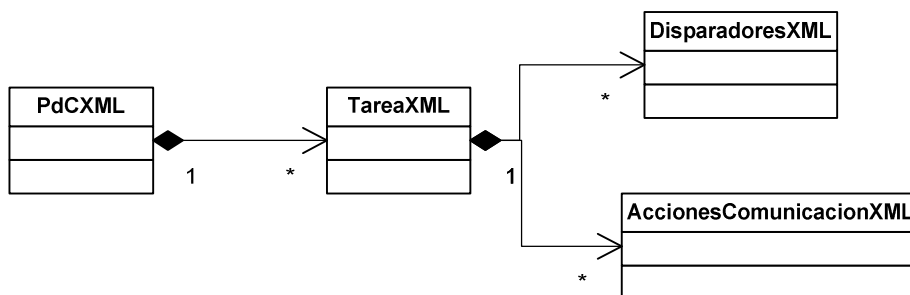 DisparadoresXML
PdCXML
TareaXML
*
1
*
1
AccionesComunicacionXML
*